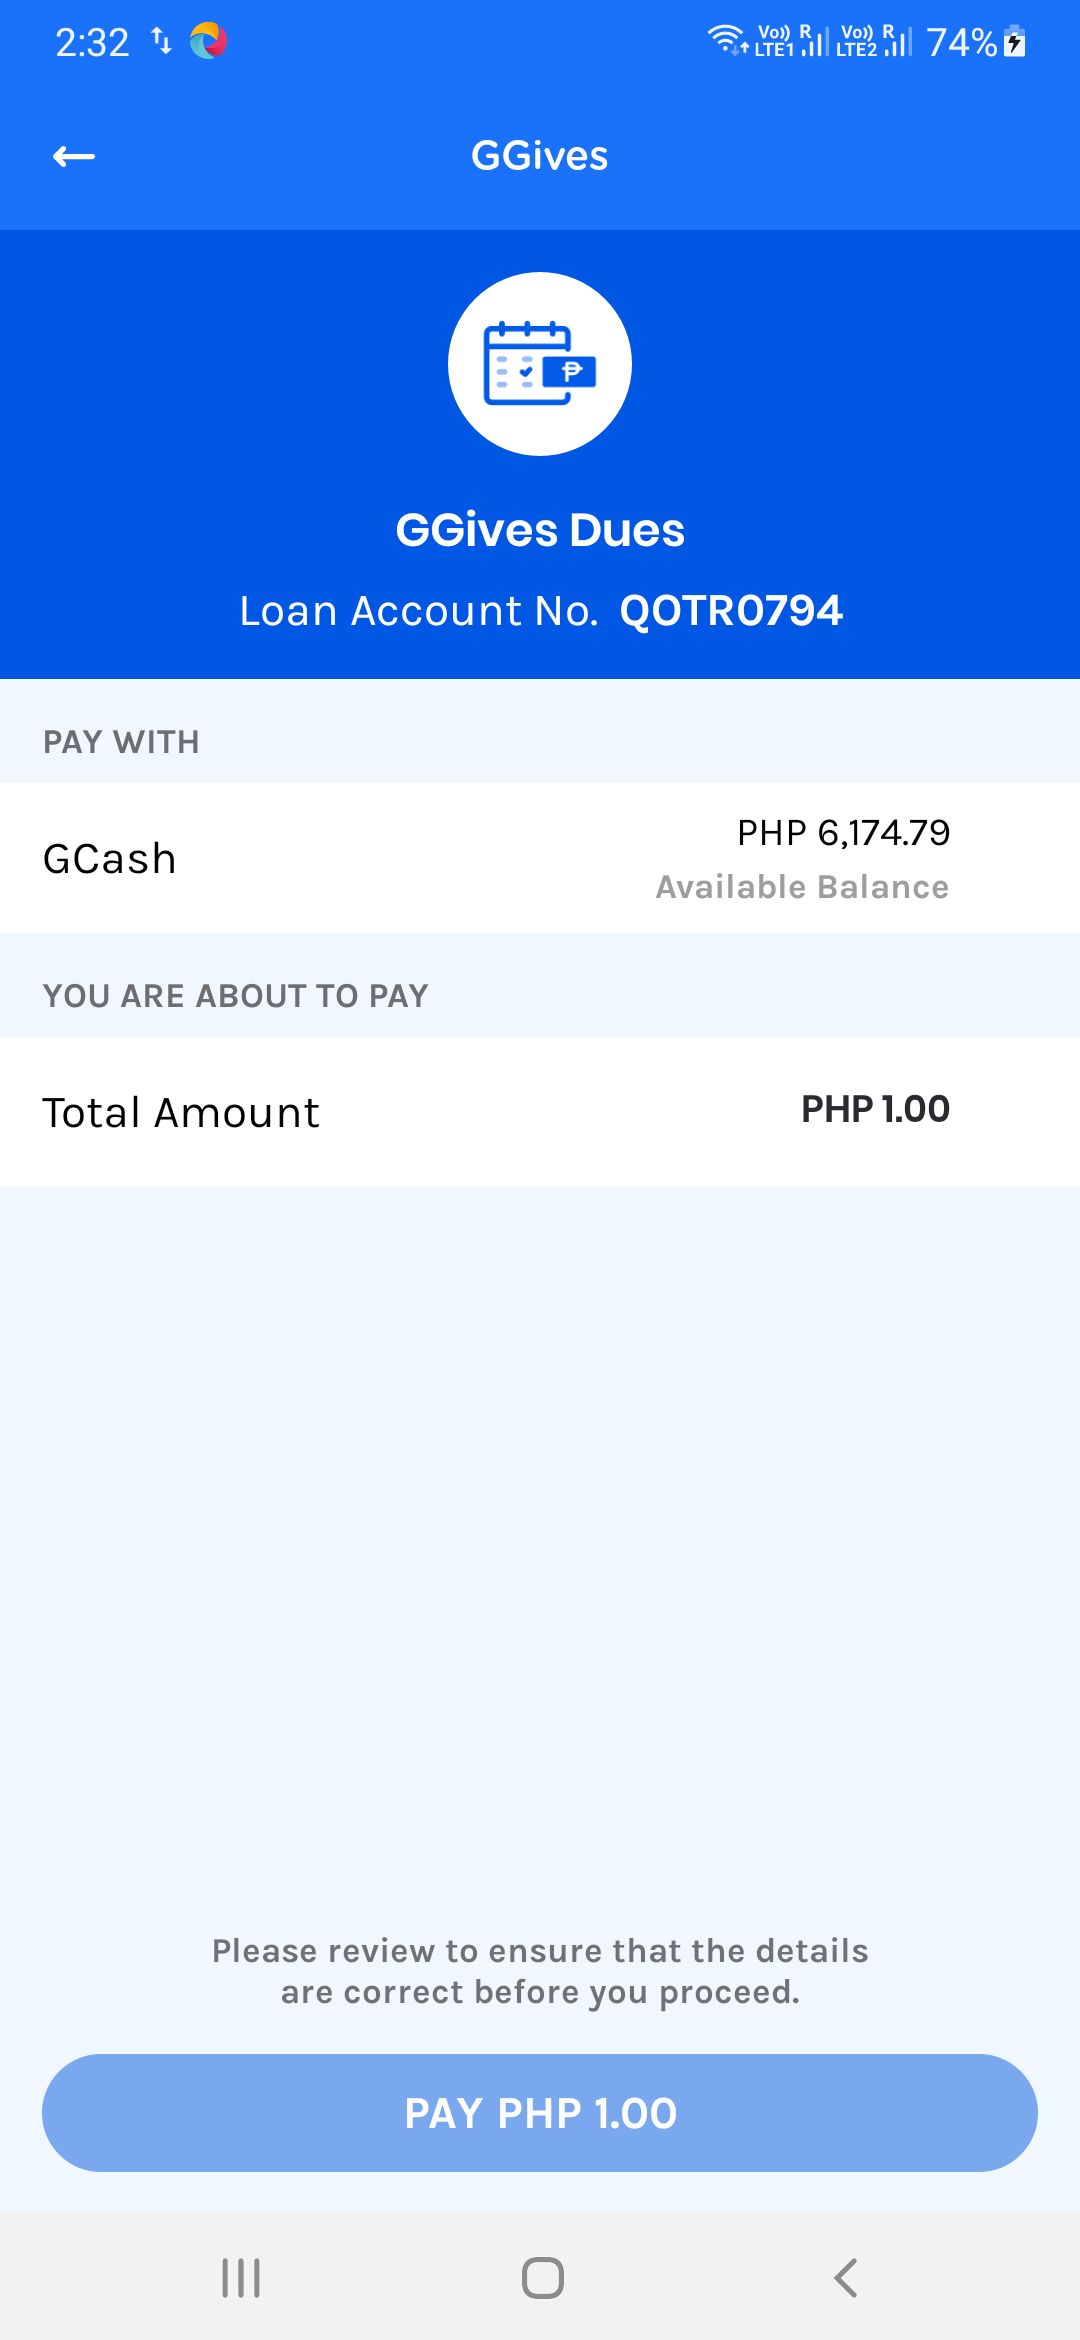 2:32
Vo)) R LTE1 Vo)) R LTE2 74%
GGives
₱
GGives Dues
Loan Account No. QOTR0794
PAY WITH
GCash
PHP 6,174.79
Available Balance
YOU ARE ABOUT TO PAY
Total Amount
PHP 1.00
Please review to ensure that the details
are correct before you proceed.
PAY PHP 1.00